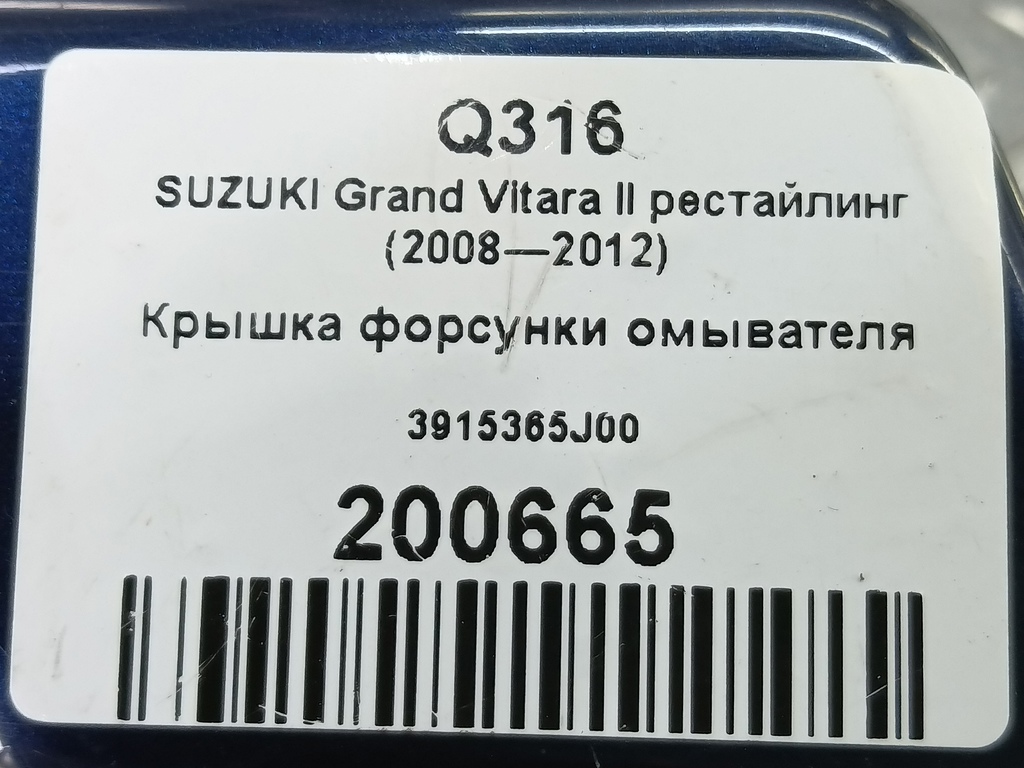 Q316
SUZUKI Grand Vitara II рестайлинг
(2008—2012)
Крышка форсунки омывателя
3915365J00
200665